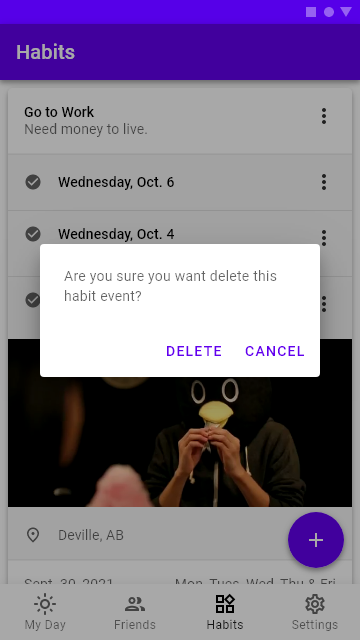 Habits
Go to Work
Need money to live.
Wednesday, Oct. 6
Wednesday, Oct. 4
Are you sure you want delete this
habit event?
DELETE CANCEL
Deville, AB
Sept. 30, 2021 Mon, Tues, Wed, Thu & Fri
My Day Friends Habits Settings